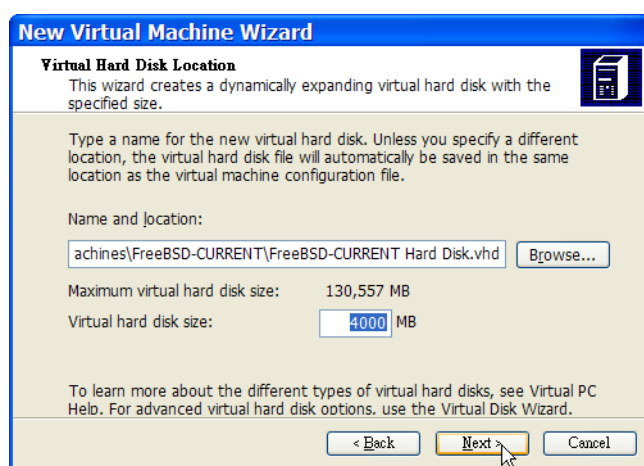 New Virtual Machine Wizard
Virtual Hard Disk Location
This wizard creates a dynamically expanding virtual hard disk with the
specified size.
Type a name for the new virtual hard disk. Unless you specify a different
location, the virtual hard disk file will automatically be saved in the same
location as the virtual machine configuration file.
Name and location:
achines\FreeBSD-CURRENT\FreeBSD-CURRENT Hard Disk.vhd Browse...
Maximum virtual hard disk size: 130,557 MB
Virtual hard disk size: 4000 MB
To learn more about the different types of virtual hard disks, see Virtual PC
Help. For advanced virtual hard disk options, use the Virtual Disk Wizard.
< Back Next > Cancel